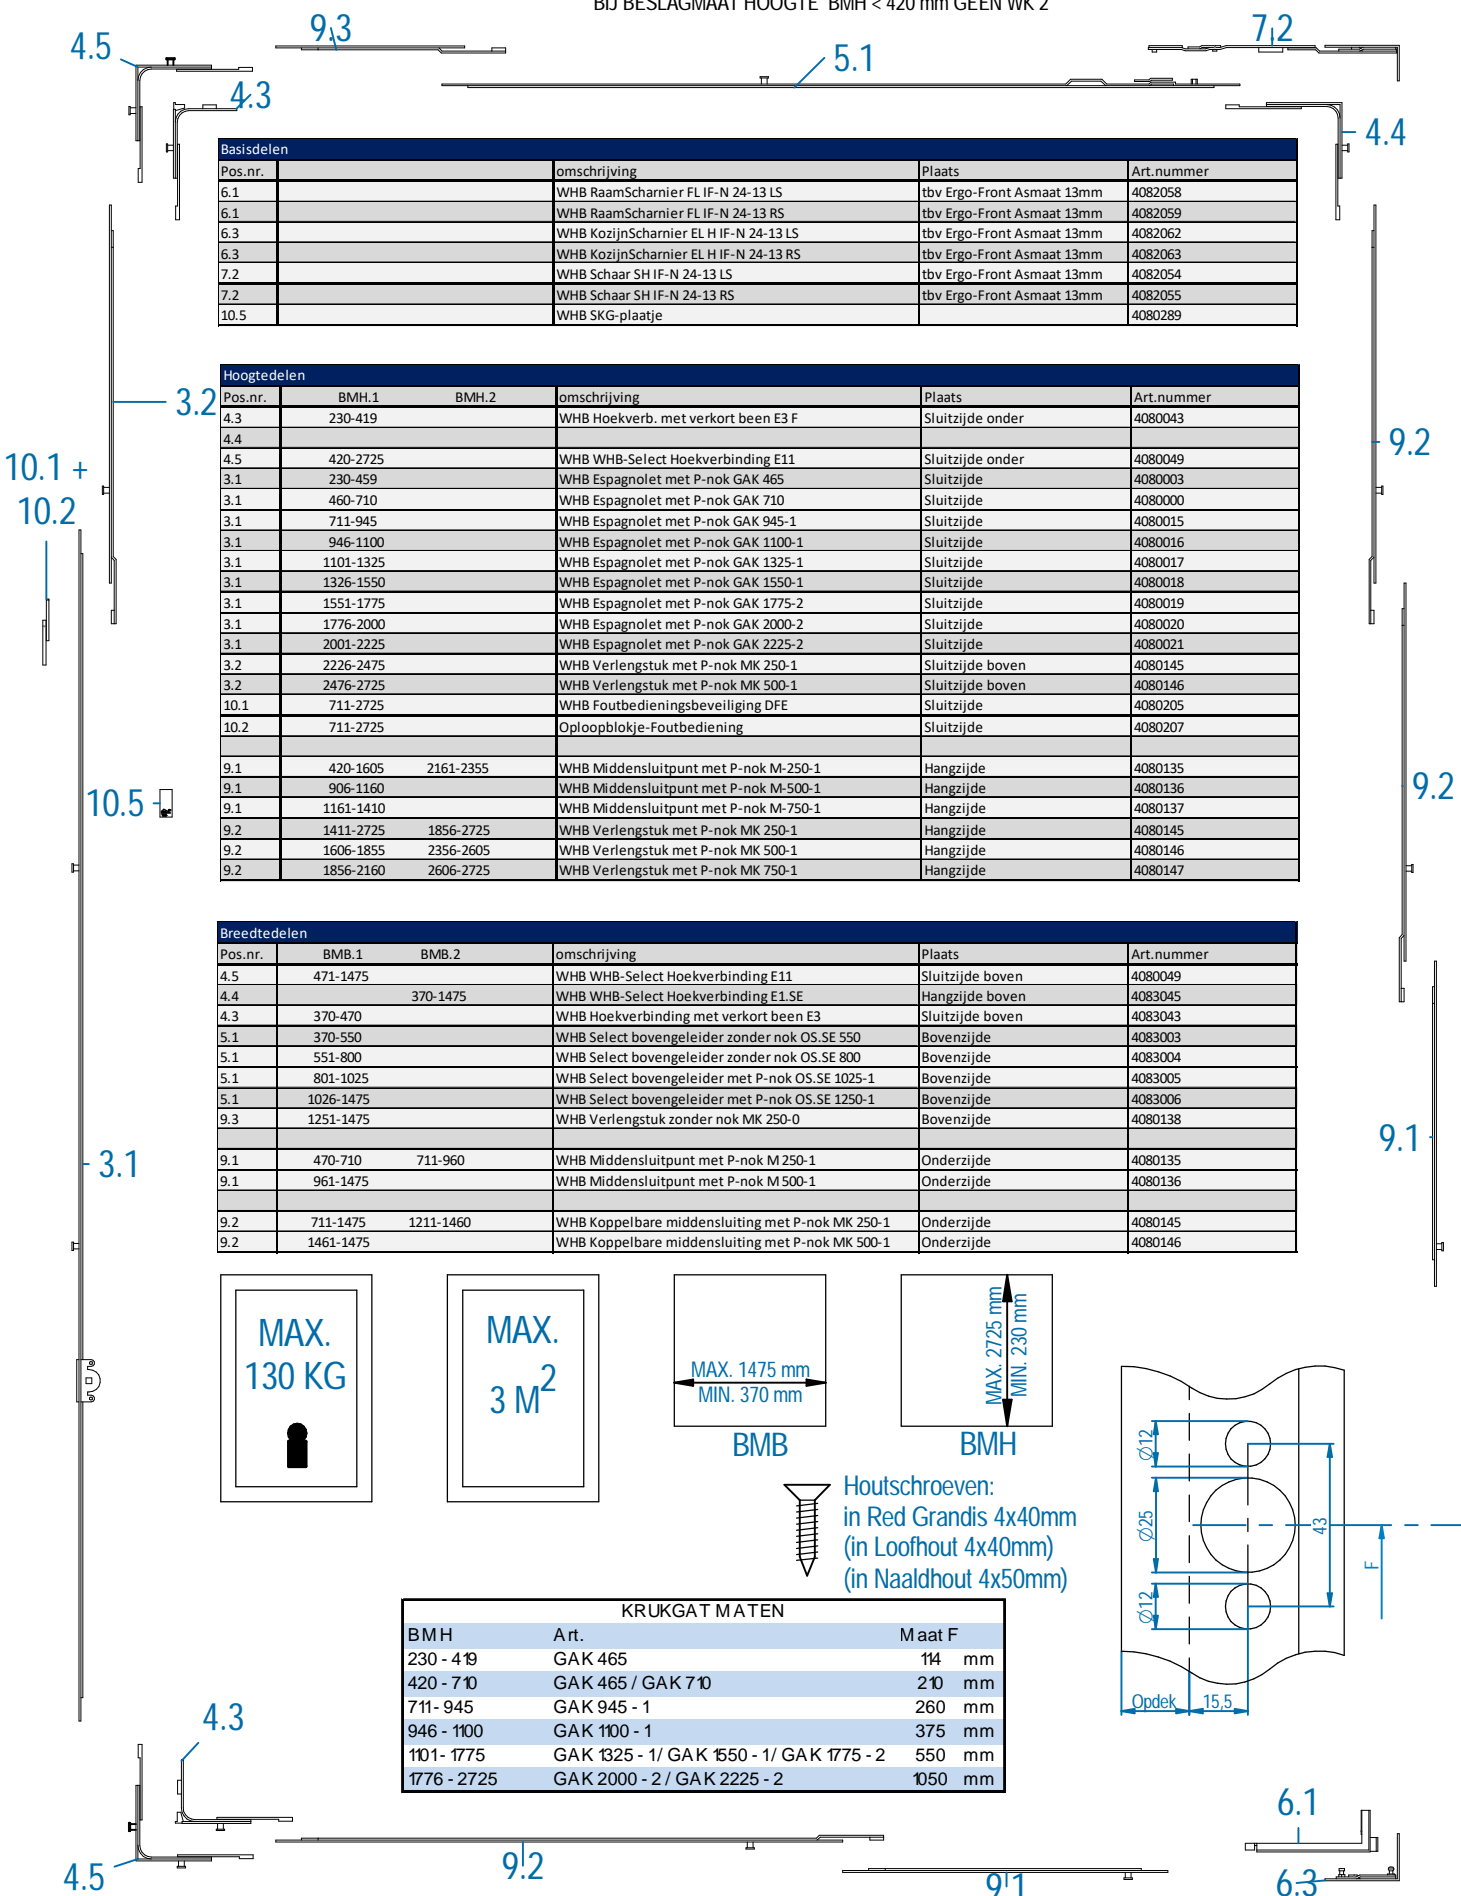 BIJ BESLAGMAAT HOOGTE BMH < 420 mm GEEN WK 2
9.3
7.2
4.5
5.1
4.3
4.4
Basisdelen
Pos.nr. omschrijving Plaats Art.nummer
6.1 WHB RaamScharnier FL IF-N 24-13 LS tbv Ergo-Front Asmaat 13mm 4082058
6.1 WHB RaamScharnier FL IF-N 24-13 RS tbv Ergo-Front Asmaat 13mm 4082059
6.3 WHB KozijnScharnier EL H IF-N 24-13 LS tbv Ergo-Front Asmaat 13mm 4082062
6.3 WHB KozijnScharnier EL H IF-N 24-13 RS tbv Ergo-Front Asmaat 13mm 4082063
7.2 WHB Schaar SH IF-N 24-13 LS tbv Ergo-Front Asmaat 13mm 4082054
7.2 WHB Schaar SH IF-N 24-13 RS tbv Ergo-Front Asmaat 13mm 4082055
10.5 WHB SKG-plaatje 4080289
Hoogtedelen
Pos.nr. BMH.1 BMH.2 omschrijving Plaats Art.nummer
4.3 230-419 WHB Hoekverb. met verkort been E3 F Sluitzijde onder 4080043
4.4
4.5 420-2725 WHB WHB-Select Hoekverbinding E11 Sluitzijde onder 4080049
3.1 230-459 WHB Espagnolet met P-nok GAK 465 Sluitzijde 4080003
3.1 460-710 WHB Espagnolet met P-nok GAK 710 Sluitzijde 4080000
3.1 711-945 WHB Espagnolet met P-nok GAK 945-1 Sluitzijde 4080015
3.1 946-1100 WHB Espagnolet met P-nok GAK 1100-1 Sluitzijde 4080016
3.1 1101-1325 WHB Espagnolet met P-nok GAK 1325-1 Sluitzijde 4080017
3.1 1326-1550 WHB Espagnolet met P-nok GAK 1550-1 Sluitzijde 4080018
3.1 1551-1775 WHB Espagnolet met P-nok GAK 1775-2 Sluitzijde 4080019
3.1 1776-2000 WHB Espagnolet met P-nok GAK 2000-2 Sluitzijde 4080020
3.1 2001-2225 WHB Espagnolet met P-nok GAK 2225-2 Sluitzijde 4080021
3.2 2226-2475 WHB Verlengstuk met P-nok MK 250-1 Sluitzijde boven 4080145
3.2 2476-2725 WHB Verlengstuk met P-nok MK 500-1 Sluitzijde boven 4080146
10.1 711-2725 WHB Foutbedieningsbeveiliging DFE Sluitzijde 4080205
10.2 711-2725 Oploopblokje-Foutbediening Sluitzijde 4080207
9.1 420-1605 2161-2355 WHB Middensluitpunt met P-nok M-250-1 Hangzijde 4080135
9.1 906-1160 WHB Middensluitpunt met P-nok M-500-1 Hangzijde 4080136
9.1 1161-1410 WHB Middensluitpunt met P-nok M-750-1 Hangzijde 4080137
9.2 1411-2725 1856-2725 WHB Verlengstuk met P-nok MK 250-1 Hangzijde 4080145
9.2 1606-1855 2356-2605 WHB Verlengstuk met P-nok MK 500-1 Hangzijde 4080146
9.2 1856-2160 2606-2725 WHB Verlengstuk met P-nok MK 750-1 Hangzijde 4080147
3.2
10.1 +
10.2
10.5
3.1
9.2
9.2
9.1
Breedtedelen
Pos.nr. BMB.1 BMB.2 omschrijving Plaats Art.nummer
4.5 471-1475 WHB WHB-Select Hoekverbinding E11 Sluitzijde boven 4080049
4.4 370-1475 WHB WHB-Select Hoekverbinding E1.SE Hangzijde boven 4083045
4.3 370-470 WHB Hoekverbinding met verkort been E3 Sluitzijde boven 4083043
5.1 370-550 WHB Select bovengeleider zonder nok OS.SE 550 Bovenzijde 4083003
5.1 551-800 WHB Select bovengeleider zonder nok OS.SE 800 Bovenzijde 4083004
5.1 801-1025 WHB Select bovengeleider met P-nok OS.SE 1025-1 Bovenzijde 4083005
5.1 1026-1475 WHB Select bovengeleider met P-nok OS.SE 1250-1 Bovenzijde 4083006
9.3 1251-1475 WHB Verlengstuk zonder nok MK 250-0 Bovenzijde 4080138
9.1 470-710 711-960 WHB Middensluitpunt met P-nok M 250-1 Onderzijde 4080135
9.1 961-1475 WHB Middensluitpunt met P-nok M 500-1 Onderzijde 4080136
9.2 711-1475 1211-1460 WHB Koppelbare middensluiting met P-nok MK 250-1 Onderzijde 4080145
9.2 1461-1475 WHB Koppelbare middensluiting met P-nok MK 500-1 Onderzijde 4080146
MAX.
130 KG
MAX.
3 M2
MAX. 1475 mm
MIN. 370 mm
BMB
MAX. 2725 mm
MIN. 230 mm
BMH
Houtschroeven:
in Red Grandis 4x40mm
(in Loofhout 4x40mm)
(in Naaldhout 4x50mm)
Ø12
Ø25
Ø12
43
F
Opdek
15,5
KRUKGAT MATEN
BMH Art. Maat F
230 - 419 GAK 465 114 mm
420 - 710 GAK 465 / GAK 710 210 mm
711 - 945 GAK 945 - 1 260 mm
946 - 1100 GAK 1100 - 1 375 mm
1101 - 1775 GAK 1325 - 1/ GAK 1550 - 1/ GAK 1775 - 2 550 mm
1776 - 2725 GAK 2000 - 2 / GAK 2225 - 2 1050 mm
4.3
4.5
9.2
9.1
6.1
6.3